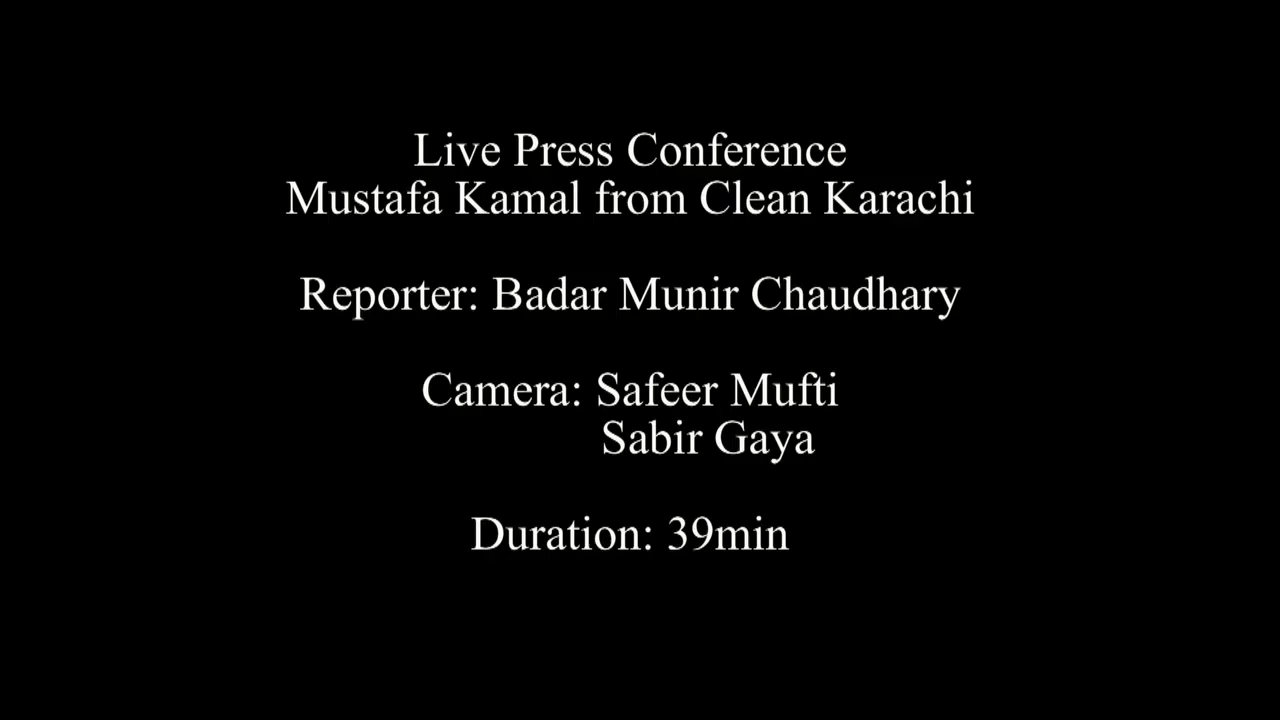 Live Press Conference
Mustafa Kamal from Clean Karachi
Reporter: Badar Munir Chaudhary
Camera: Safeer Mufti
Sabir Gaya
Duration: 39min